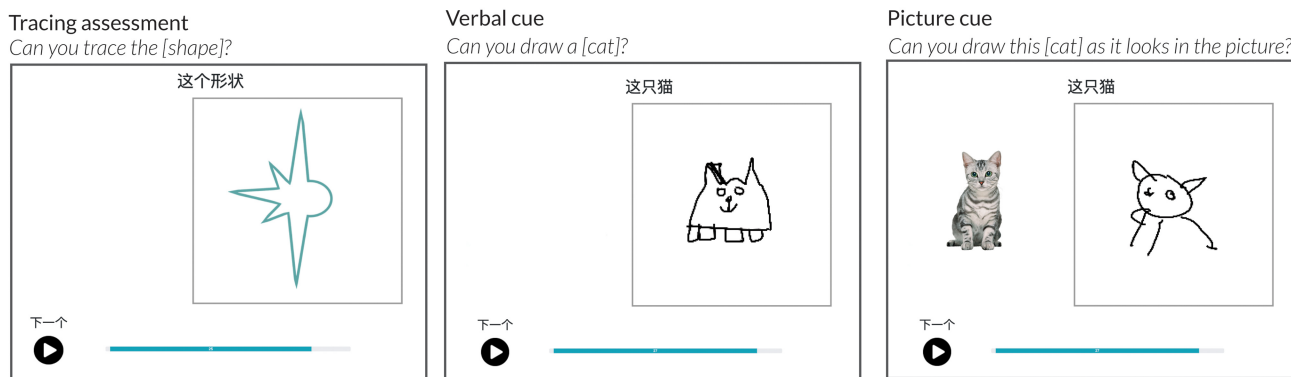 Tracing assessment
Can you trace the [shape]?
这个形状
下一个
Verbal cue
Can you draw a [cat]?
这只猫
下一个
Picture cue
Can you draw this [cat] as it looks in the picture?
这只猫
下一个